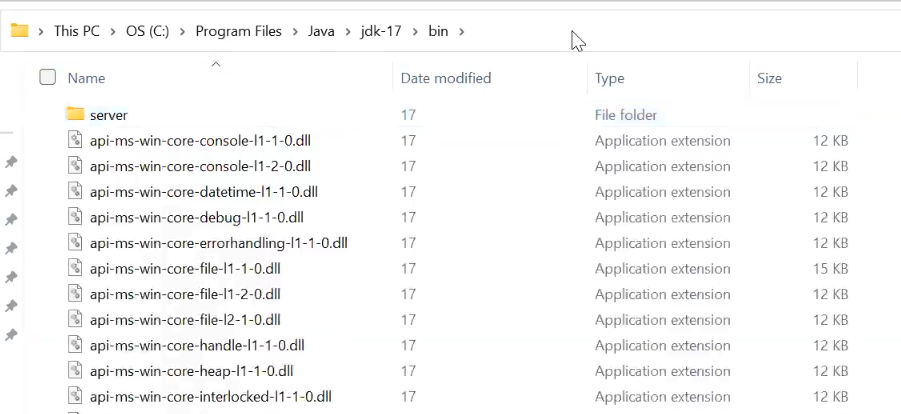 This PC > OS (C:) > Program Files > Java > jdk-17 > bin >
Name Date modified Type Size
server 17 File folder
api-ms-win-core-console-l1-1-0.dll 17 Application extension 12 KB
api-ms-win-core-console-l1-2-0.dll 17 Application extension 12 KB
api-ms-win-core-datetime-l1-1-0.dll 17 Application extension 12 KB
api-ms-win-core-debug-l1-1-0.dll 17 Application extension 12 KB
api-ms-win-core-errorhandling-l1-1-0.dll 17 Application extension 12 KB
api-ms-win-core-file-l1-1-0.dll 17 Application extension 15 KB
api-ms-win-core-file-l1-2-0.dll 17 Application extension 12 KB
api-ms-win-core-file-l2-1-0.dll 17 Application extension 12 KB
api-ms-win-core-handle-l1-1-0.dll 17 Application extension 12 KB
api-ms-win-core-heap-l1-1-0.dll 17 Application extension 12 KB
api-ms-win-core-interlocked-l1-1-0.dll 17 Application extension 12 KB